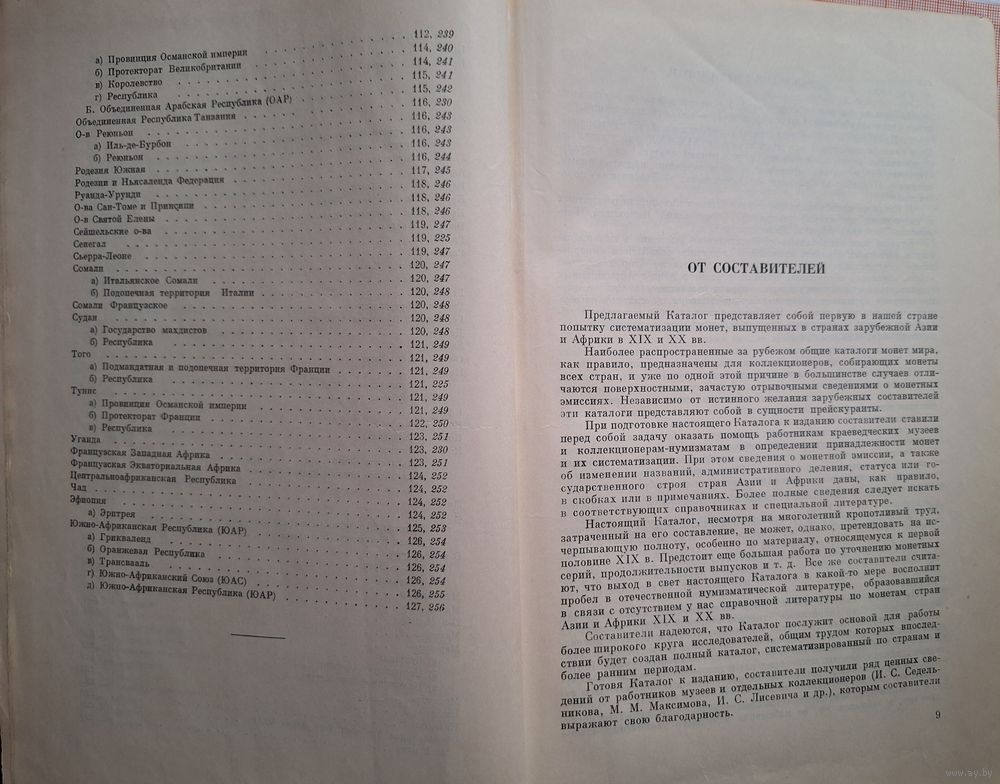 а) Провинция Османской империи 112, 239
б) Протекторат Великобритании 114, 240
в) Королевство 114, 241
г) Республика 115, 241
Б. Объединенная Арабская Республика (ОАР) 115, 242
Объединенная Республика Танзания 116, 230
О-в Реюньон 116, 243
а) Иль-де-Бурбон 116, 243
б) Реюньон 116, 243
Родезия Южная 116, 244
Родезии и Ньясаленда Федерация 117, 245
Руанда-Урунди 118, 246
О-ва Сан-Томе и Принсипи 118, 246
О-в Святой Елены 118, 246
Сейшельские о-ва 119, 247
Сенегал 119, 225
Сьерра-Леоне 119, 247
Сомали 120, 247
а) Итальянское Сомали 120, 247
б) Подопечная территория Италии 120, 248
Сомали Французское 120, 248
Судан 120, 248
а) Государство махдистов 120, 248
б) Республика 121, 249
Того 121, 249
а) Подмандатная и подопечная территория Франции 121, 249
б) Республика 121, 225
Тунис 121, 249
а) Провинция Османской империи 121, 249
б) Протекторат Франции 122, 250
в) Республика 123, 251
Уганда 123, 230
Французская Западная Африка 123, 251
Французская Экваториальная Африка 124, 252
Центральноафриканская Республика 124, 252
Чад 124, 252
Эфиопия 124, 252
а) Эритрея 125, 253
Южно-Африканская Республика (ЮАР) 126, 254
а) Грикваленд 126, 254
б) Оранжевая Республика 126, 254
в) Трансвааль 126, 254
г) Южно-Африканский Союз (ЮАС) 126, 255
д) Южно-Африканская Республика (ЮАР) 127, 256
ОТ СОСТАВИТЕЛЕЙ
Предлагаемый Каталог представляет собой первую в нашей стране
попытку систематизации монет, выпущенных в странах зарубежной Азии
и Африки в XIX и XX вв.
Наиболее распространенные за рубежом общие каталоги монет мира,
как правило, предназначены для коллекционеров, собирающих монеты
всех стран, и уже по одной этой причине в большинстве случаев отли-
чаются поверхностными, зачастую отрывочными сведениями о монетных
эмиссиях. Независимо от истинного желания зарубежных составителей
эти каталоги представляют собой в сущности прейскуранты.
При подготовке настоящего Каталога к изданию составители ставили
перед собой задачу оказать помощь работникам краеведческих музеев
и коллекционерам-нумизматам в определении принадлежности монет
и их систематизации. При этом сведения о монетной эмиссии, а также
об изменении названий, административного деления, статуса или го-
сударственного строя стран Азии и Африки даны, как правило,
в скобках или в примечаниях. Более полные сведения следует искать
в соответствующих справочниках и специальной литературе.
Настоящий Каталог, несмотря на многолетний кропотливый труд,
затраченный на его составление, не может, однако, претендовать на ис-
черпывающую полноту, особенно по материалу, относящемуся к первой
половине XIX в. Предстоит еще большая работа по уточнению монетных
серий, продолжительности выпусков и т. д. Все же составители счита-
ют, что выход в свет настоящего Каталога в какой-то мере восполнит
пробел в отечественной нумизматической литературе, образовавшийся
в связи с отсутствием у нас справочной литературы по монетам стран
Азии и Африки XIX и XX вв.
Составители надеются, что Каталог послужит основой для работы
более широкого круга исследователей, общим трудом которых впослед-
ствии будет создан полный каталог, систематизированный по странам и
более ранним периодам.
Готовя Каталог к изданию, составители получили ряд ценных све-
дений от работников музеев и отдельных коллекционеров (И. С. Седель-
никова, М. М. Максимова, И. С. Лисевича и др.), которым составители
выражают свою благодарность.
9
www.ay.by